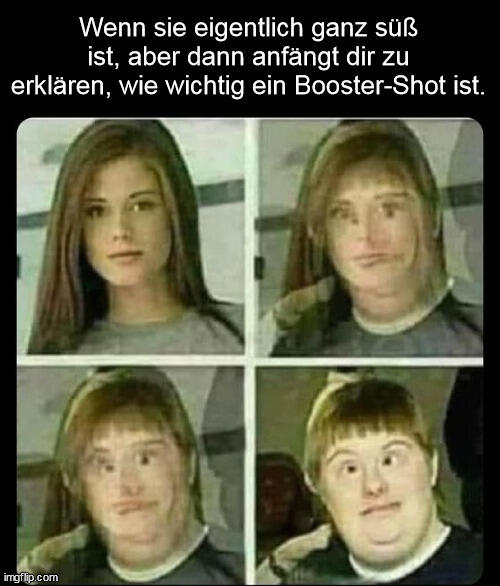 Wenn sie eigentlich ganz süß
ist, aber dann anfängt dir zu
erklären, wie wichtig ein Booster-Shot ist.
imgflip.com